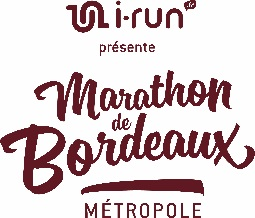 i-run
présente
Marathon
de
Bordeaux
MÉTROPOLE